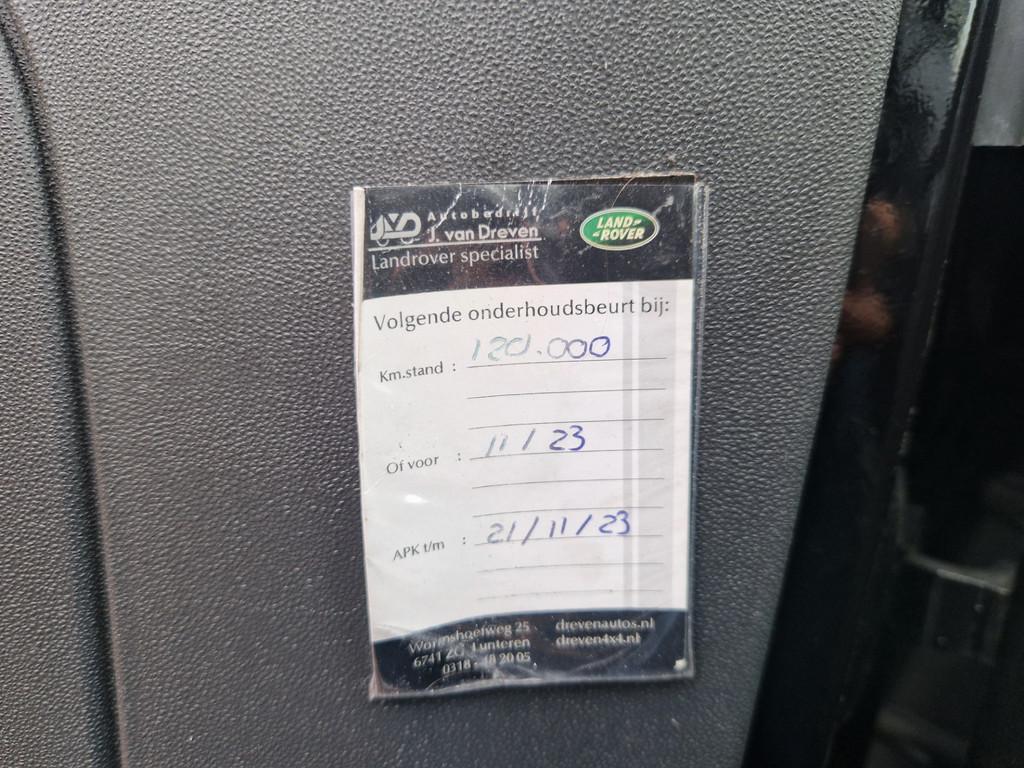 JVD Autobedrijf
J. van Dreven
Landrover specialist
LAND-
-ROVER
Volgende onderhoudsbeurt bij:
Km.stand : 120.000
Of voor : 11/23
APK t/m : 21/11/23
25 drevenautos.nl
6741 ZG Lunteren dreven4x4.nl
0318 - 48 20 05